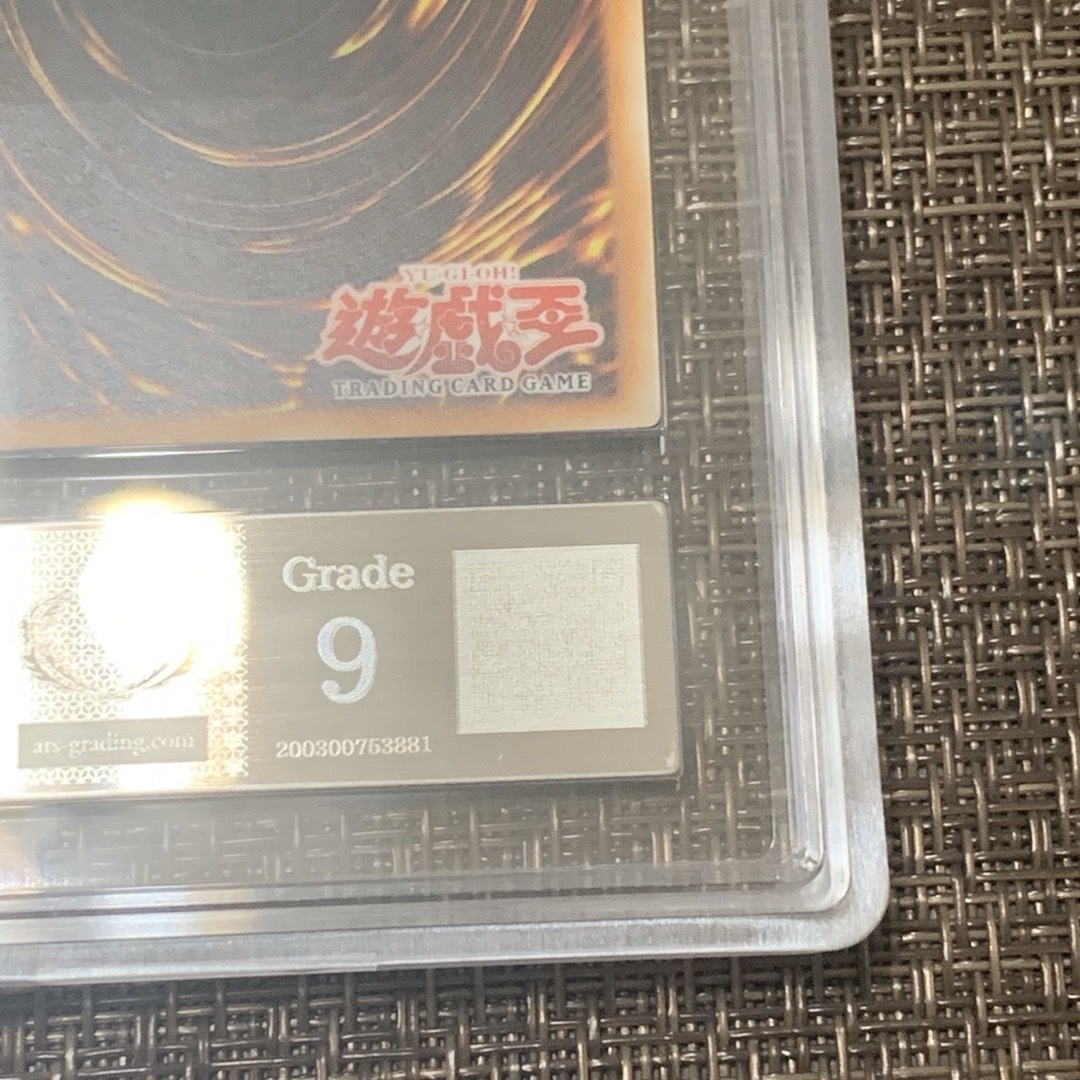 YU-GI-OH!
遊戯王
TRADING CARD GAME
Grade
9
ars-grading.com
200300753881